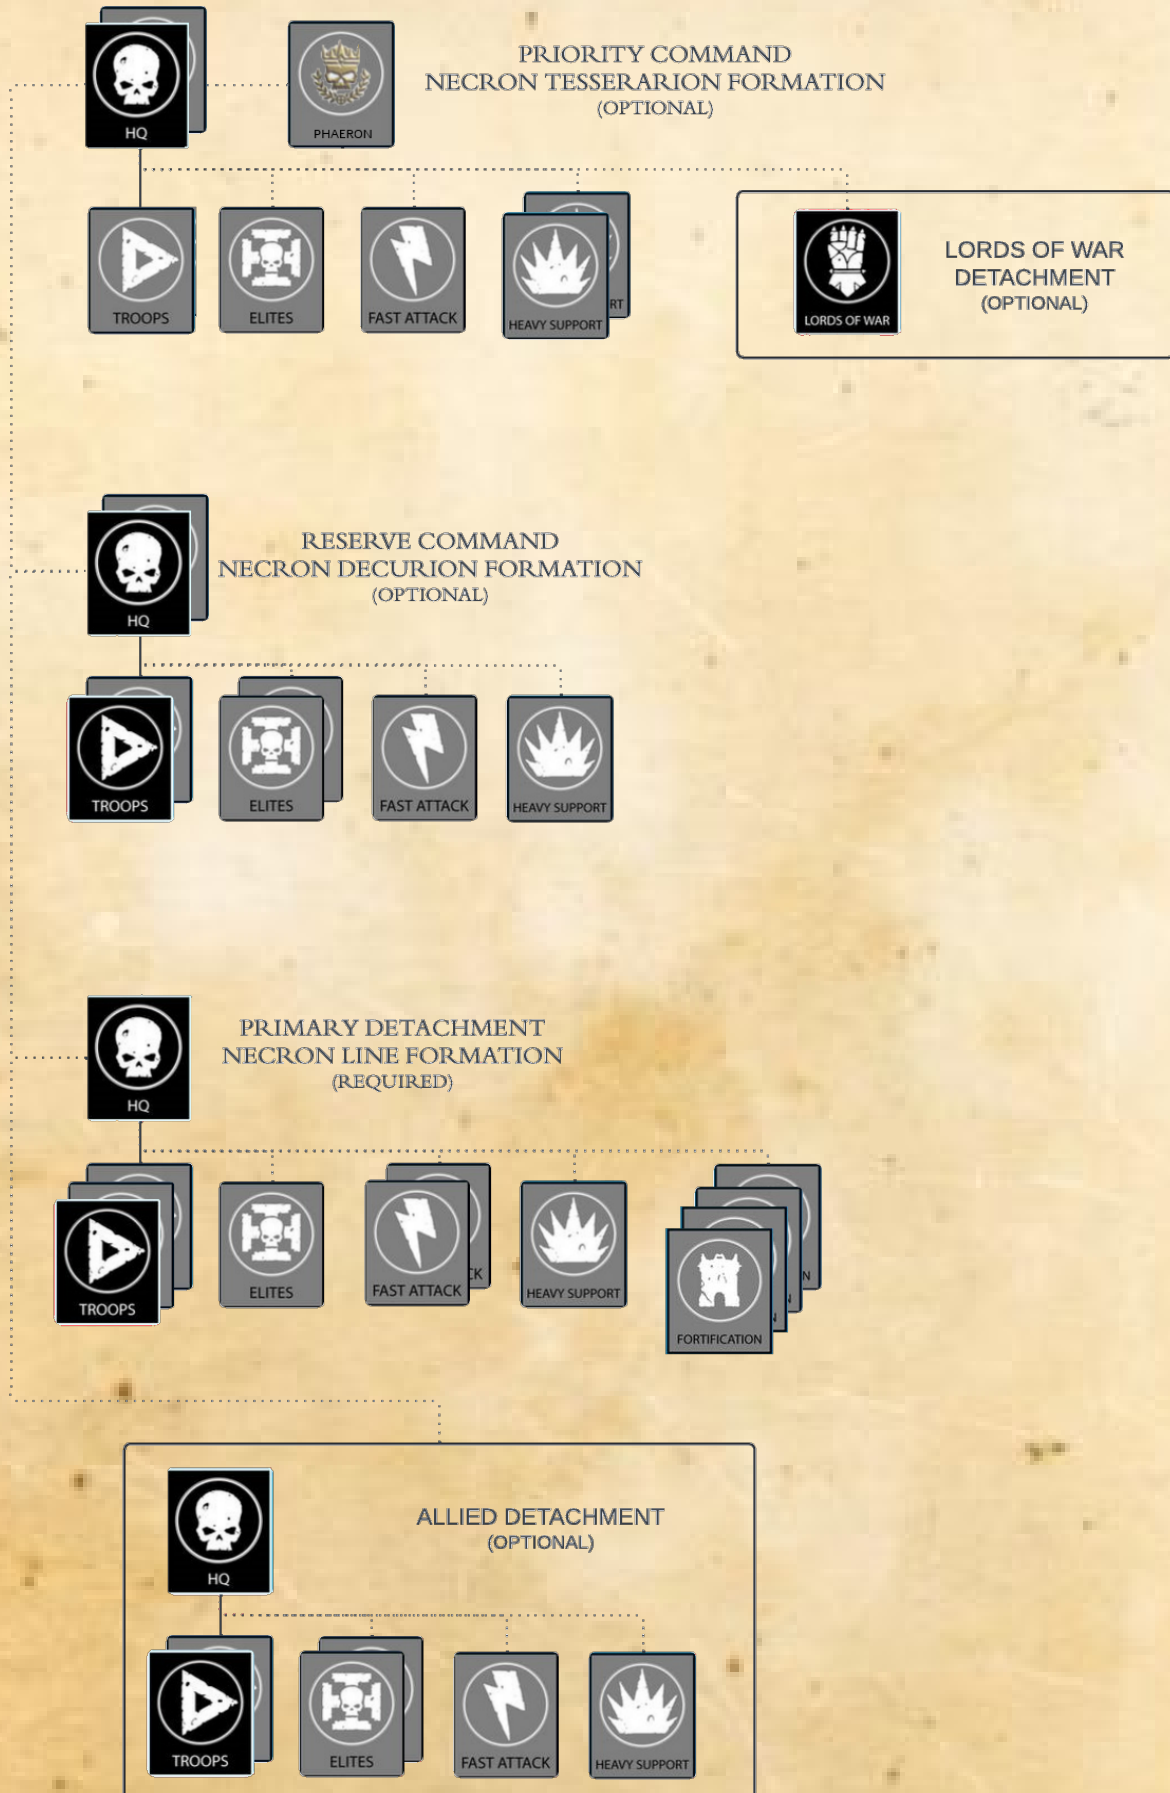 PRIORITY COMMAND
NECRON TESSERARION FORMATION
(OPTIONAL)
HQ
PHAERON
TROOPS
ELITES
FAST ATTACK
HEAVY SUPPORT
RT
LORDS OF WAR
LORDS OF WAR
DETACHMENT
(OPTIONAL)
RESERVE COMMAND
NECRON DECURION FORMATION
(OPTIONAL)
HQ
TROOPS
ELITES
FAST ATTACK
HEAVY SUPPORT
PRIMARY DETACHMENT
NECRON LINE FORMATION
(REQUIRED)
HQ
TROOPS
ELITES
FAST ATTACK
CK
HEAVY SUPPORT
FORTIFICATION
N
N
ALLIED DETACHMENT
(OPTIONAL)
HQ
TROOPS
ELITES
FAST ATTACK
HEAVY SUPPORT